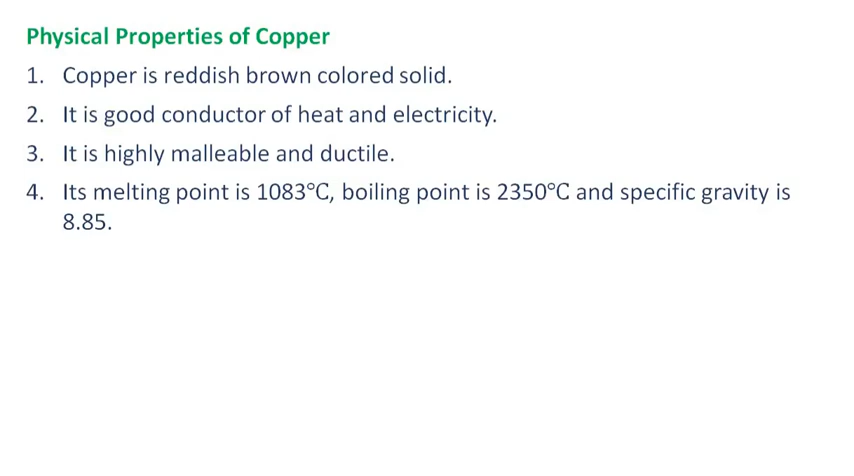 Physical Properties of Copper
1. Copper is reddish brown colored solid.
2. It is good conductor of heat and electricity.
3. It is highly malleable and ductile.
4. Its melting point is 1083°C, boiling point is 2350°C and specific gravity is
8.85.